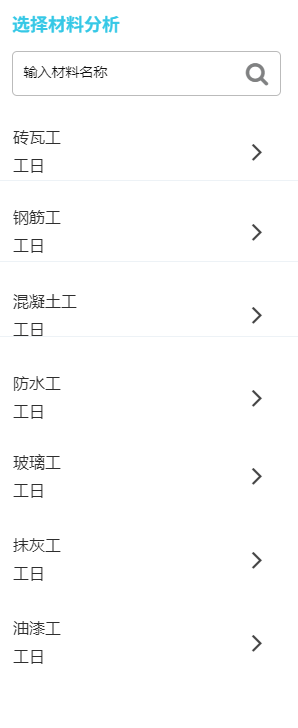 选择材料分析
输入材料名称
砖瓦工
工日
钢筋工
工日
混凝土工
工日
防水工
工日
玻璃工
工日
抹灰工
工日
油漆工
工日